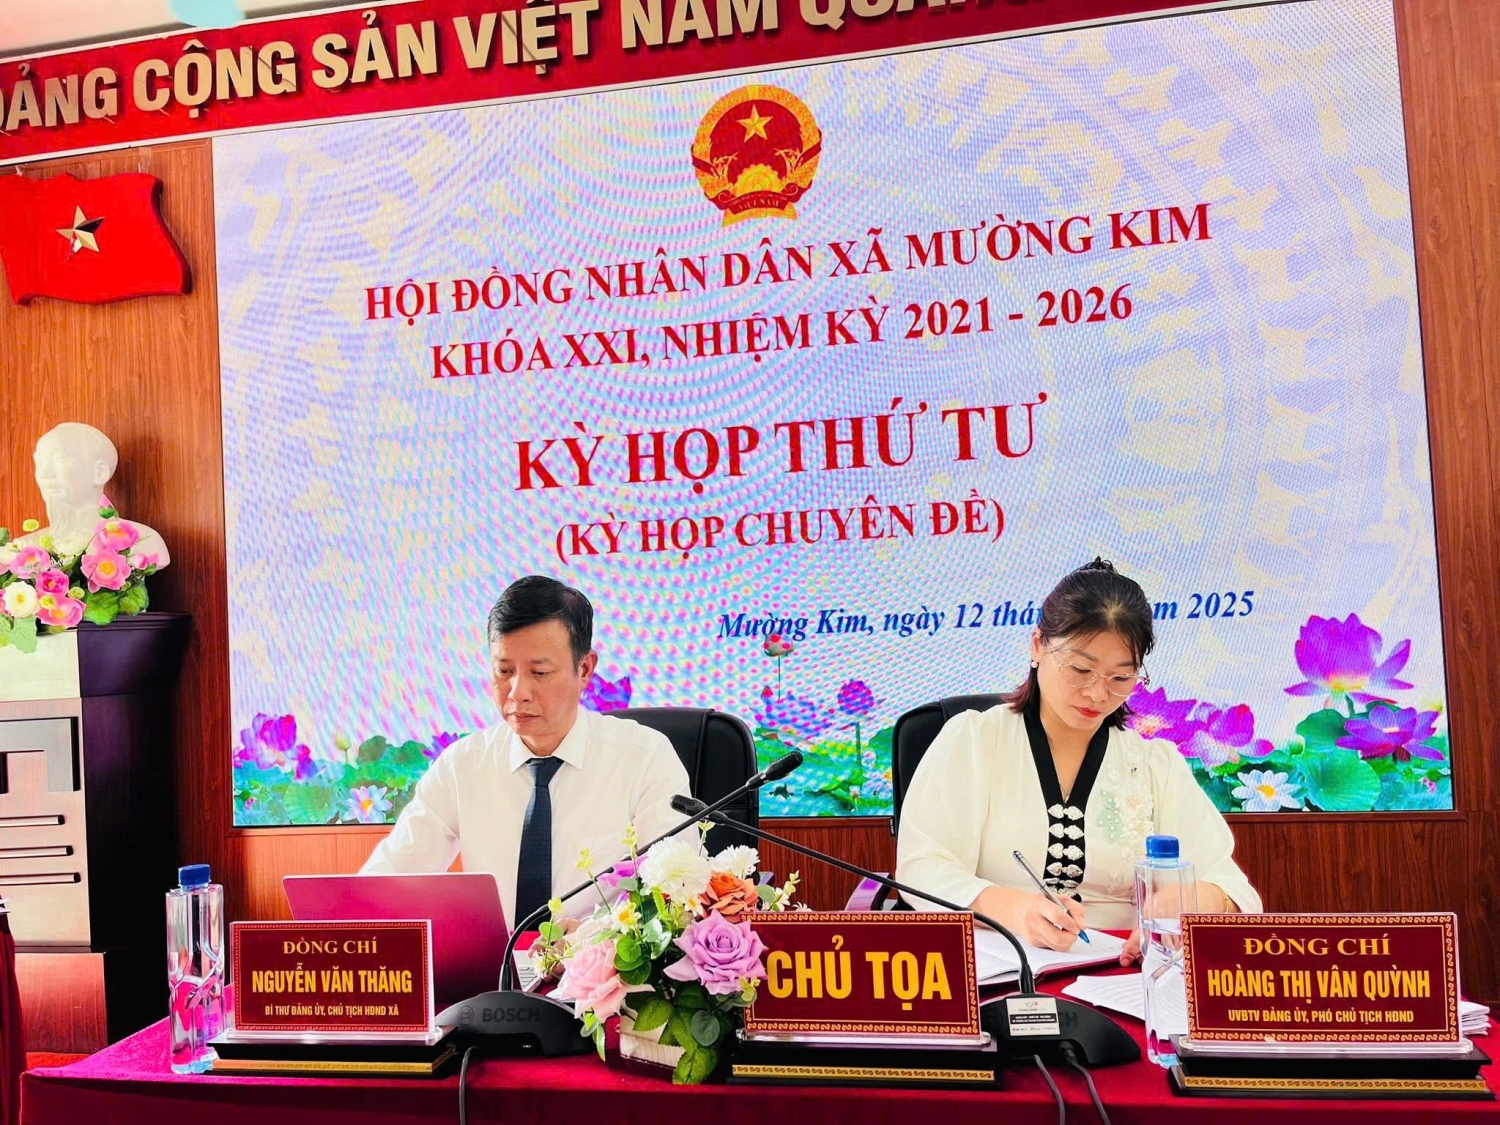 ĐẢNG CỘNG SẢN VIỆT NAM QUANG
VIỆT NAM
HỘI ĐỒNG NHÂN DÂN XÃ MƯỜNG KIM
KHÓA XXI, NHIỆM KỲ 2021 - 2026
KỲ HỌP THỨ TƯ
(KỲ HỌP CHUYÊN ĐỀ)
Mường Kim, ngày 12 2025
ĐỒNG CHÍ
NGUYỄN VĂN THĂNG
BÍ THƯ ĐẢNG ỦY, CHỦ TỊCH HĐND XÃ
BOSCH
CHỦ TỌA
ĐỒNG CHÍ
HOÀNG THỊ VÂN QUỲNH
UVBTV ĐẢNG ỦY, PHÓ CHỦ TỊCH HĐND